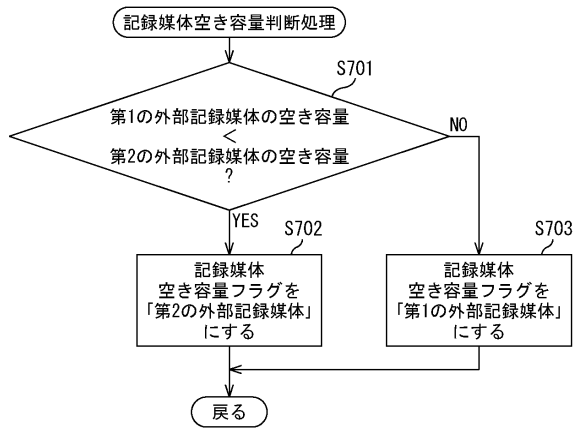 記録媒体空き容量判断処理
S701
第1の外部記録媒体の空き容量
<
第2の外部記録媒体の空き容量
?
NO
YES
S702
記録媒体
空き容量フラグを
「第2の外部記録媒体」
にする
S703
記録媒体
空き容量フラグを
「第1の外部記録媒体」
にする
戻る